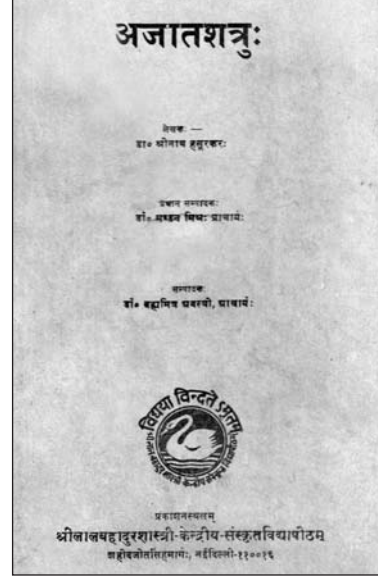 अजातशत्रुः
लेखकः —
डा० श्रीनाथ हसूरकरः
प्रधान सम्पादकः
डॉ० मण्डन मिश्रः प्राचार्यः
सम्पादकः
डॉ० ब्रह्ममित्र अवस्थी, प्राचार्यः
विद्यया विन्दतेऽमृतम्
प्रकाशनस्थलम्
श्रीलालबहादुरशास्त्री-केन्द्रीय-संस्कृतविद्यापीठम्
शहीदजीतसिंहमार्गः, नईदिल्ली-११००१६